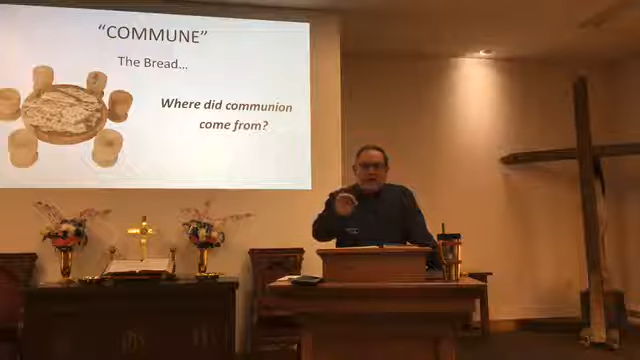 “COMMUNE”
The Bread…
Where did communion
come from?